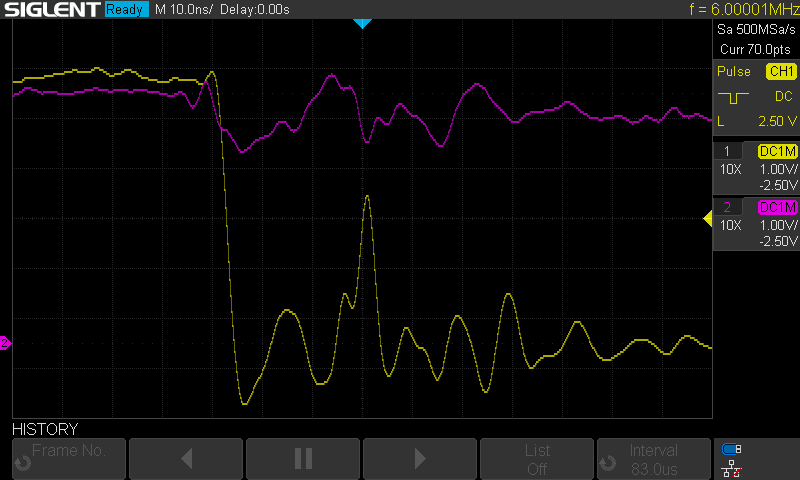 SIGLENT Ready M 10.0ns/ Delay:0.00s f = 6.00001MHz
Sa 500MSa/s
Curr 70.0pts
Pulse CH1
DC
L 2.50 V
1 DC1M
10X 1.00V/
-2.50V
2 DC1M
10X 1.00V/
-2.50V
2
HISTORY
Frame No. List Interval
Off 83.0us